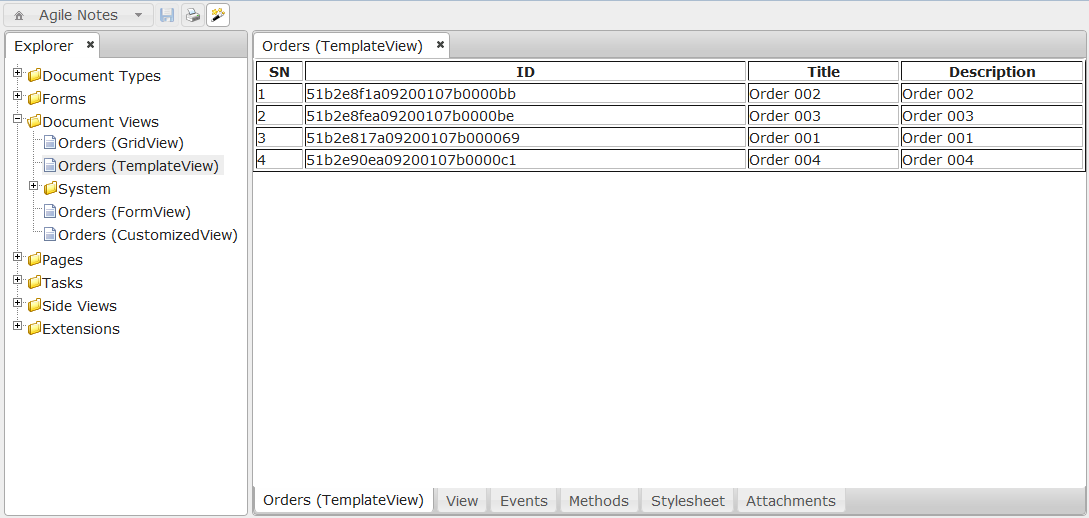 Agile Notes
Explorer
Document Types
Forms
Document Views
Orders (GridView)
Orders (TemplateView)
System
Orders (FormView)
Orders (CustomizedView)
Pages
Tasks
Side Views
Extensions
Orders (TemplateView)
SN ID Title Description
1 51b2e8f1a09200107b0000bb Order 002 Order 002
2 51b2e8fea09200107b0000be Order 003 Order 003
3 51b2e817a09200107b000069 Order 001 Order 001
4 51b2e90ea09200107b0000c1 Order 004 Order 004
Orders (TemplateView) View Events Methods Stylesheet Attachments